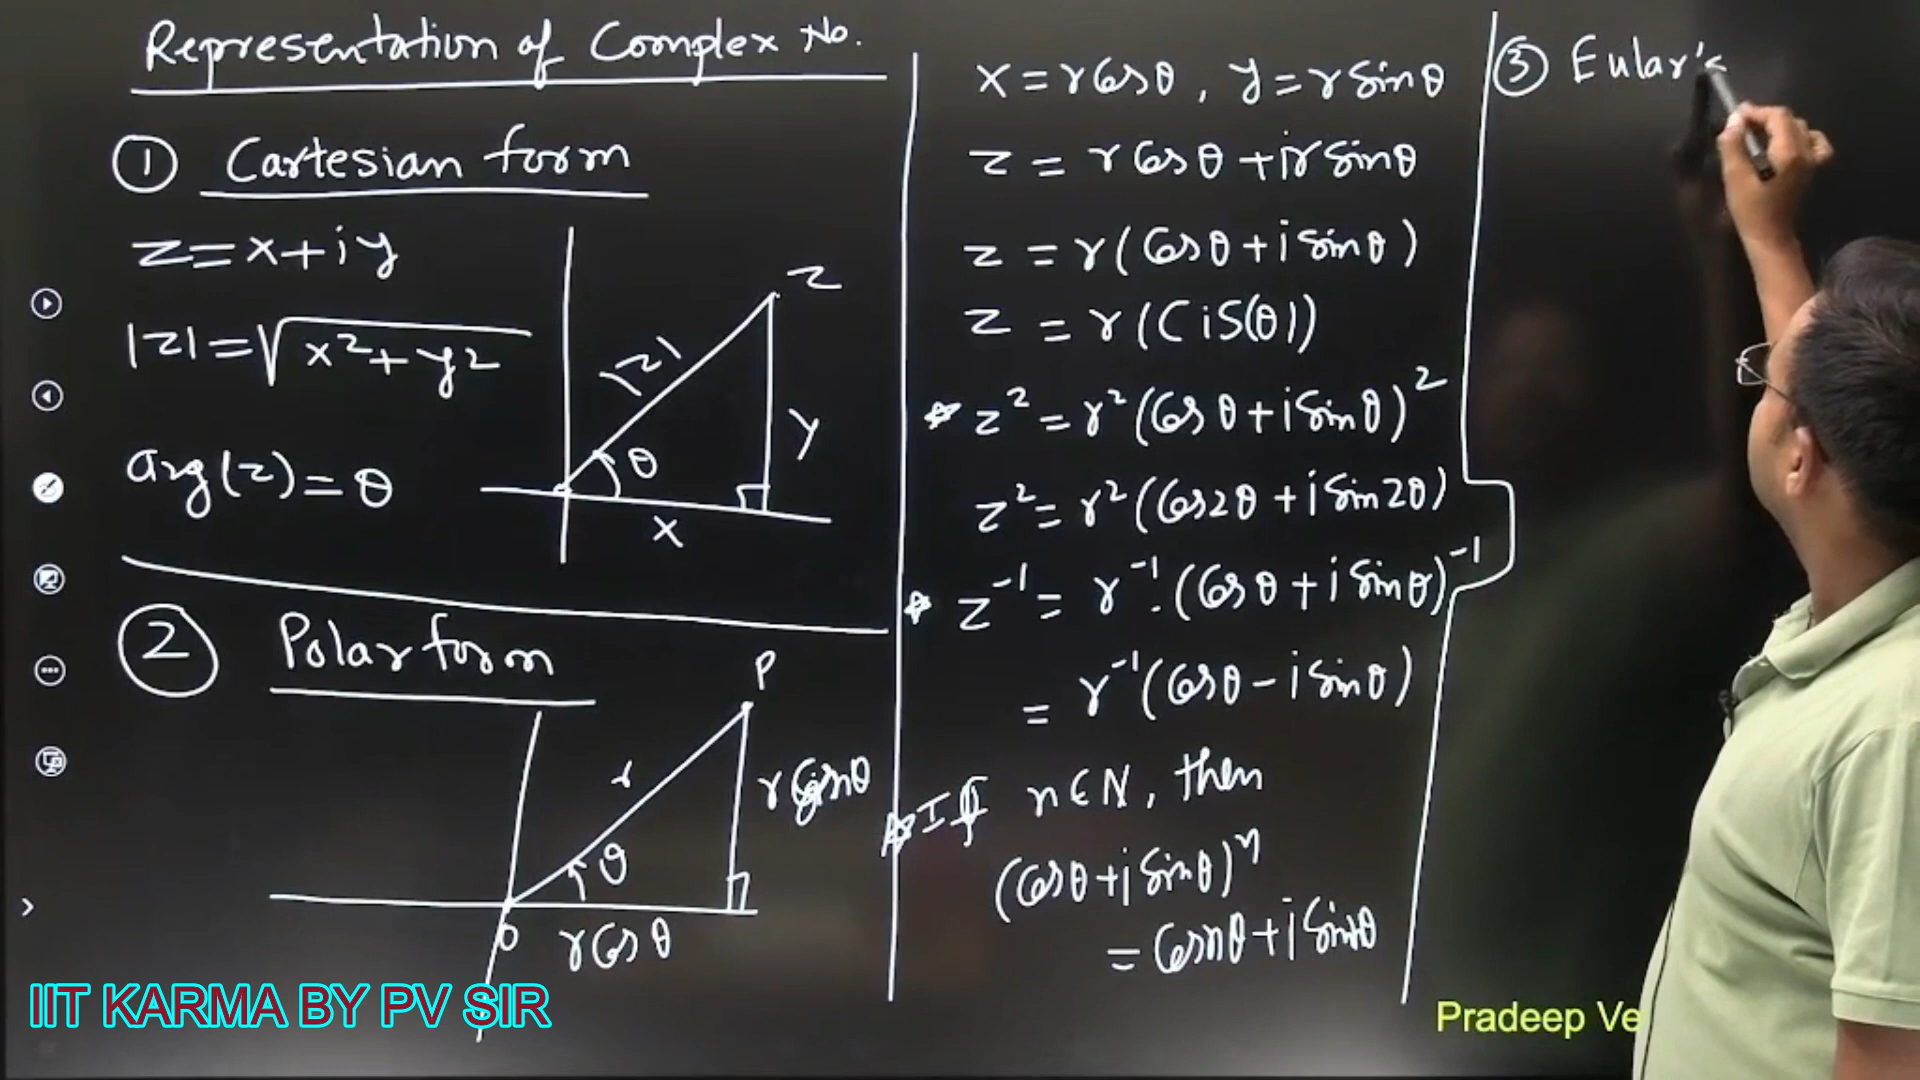 Representation of Complex No.
① Cartesian form
z=x+iy
|z|=√x²+y²
arg(z)=θ
z
|z|
y
θ
x
② Polar form
P
r
r sinθ
θ
O
r cosθ
x=r cosθ, y=r sinθ
z = r cosθ+ir sinθ
z = r(cosθ+i sinθ)
z = r(Cis(θ))
☆ z² = r²(cosθ+i sinθ)²
z² = r²(cos2θ+i sin2θ)
☆ z⁻¹ = r⁻¹.(cosθ+i sinθ)⁻¹
= r⁻¹(cosθ-i sinθ)
☆ If n∈N, then
(cosθ+i sinθ)ⁿ
= cosnθ+i sinnθ
③ Eular's
IIT KARMA BY PV SIR
Pradeep Ve